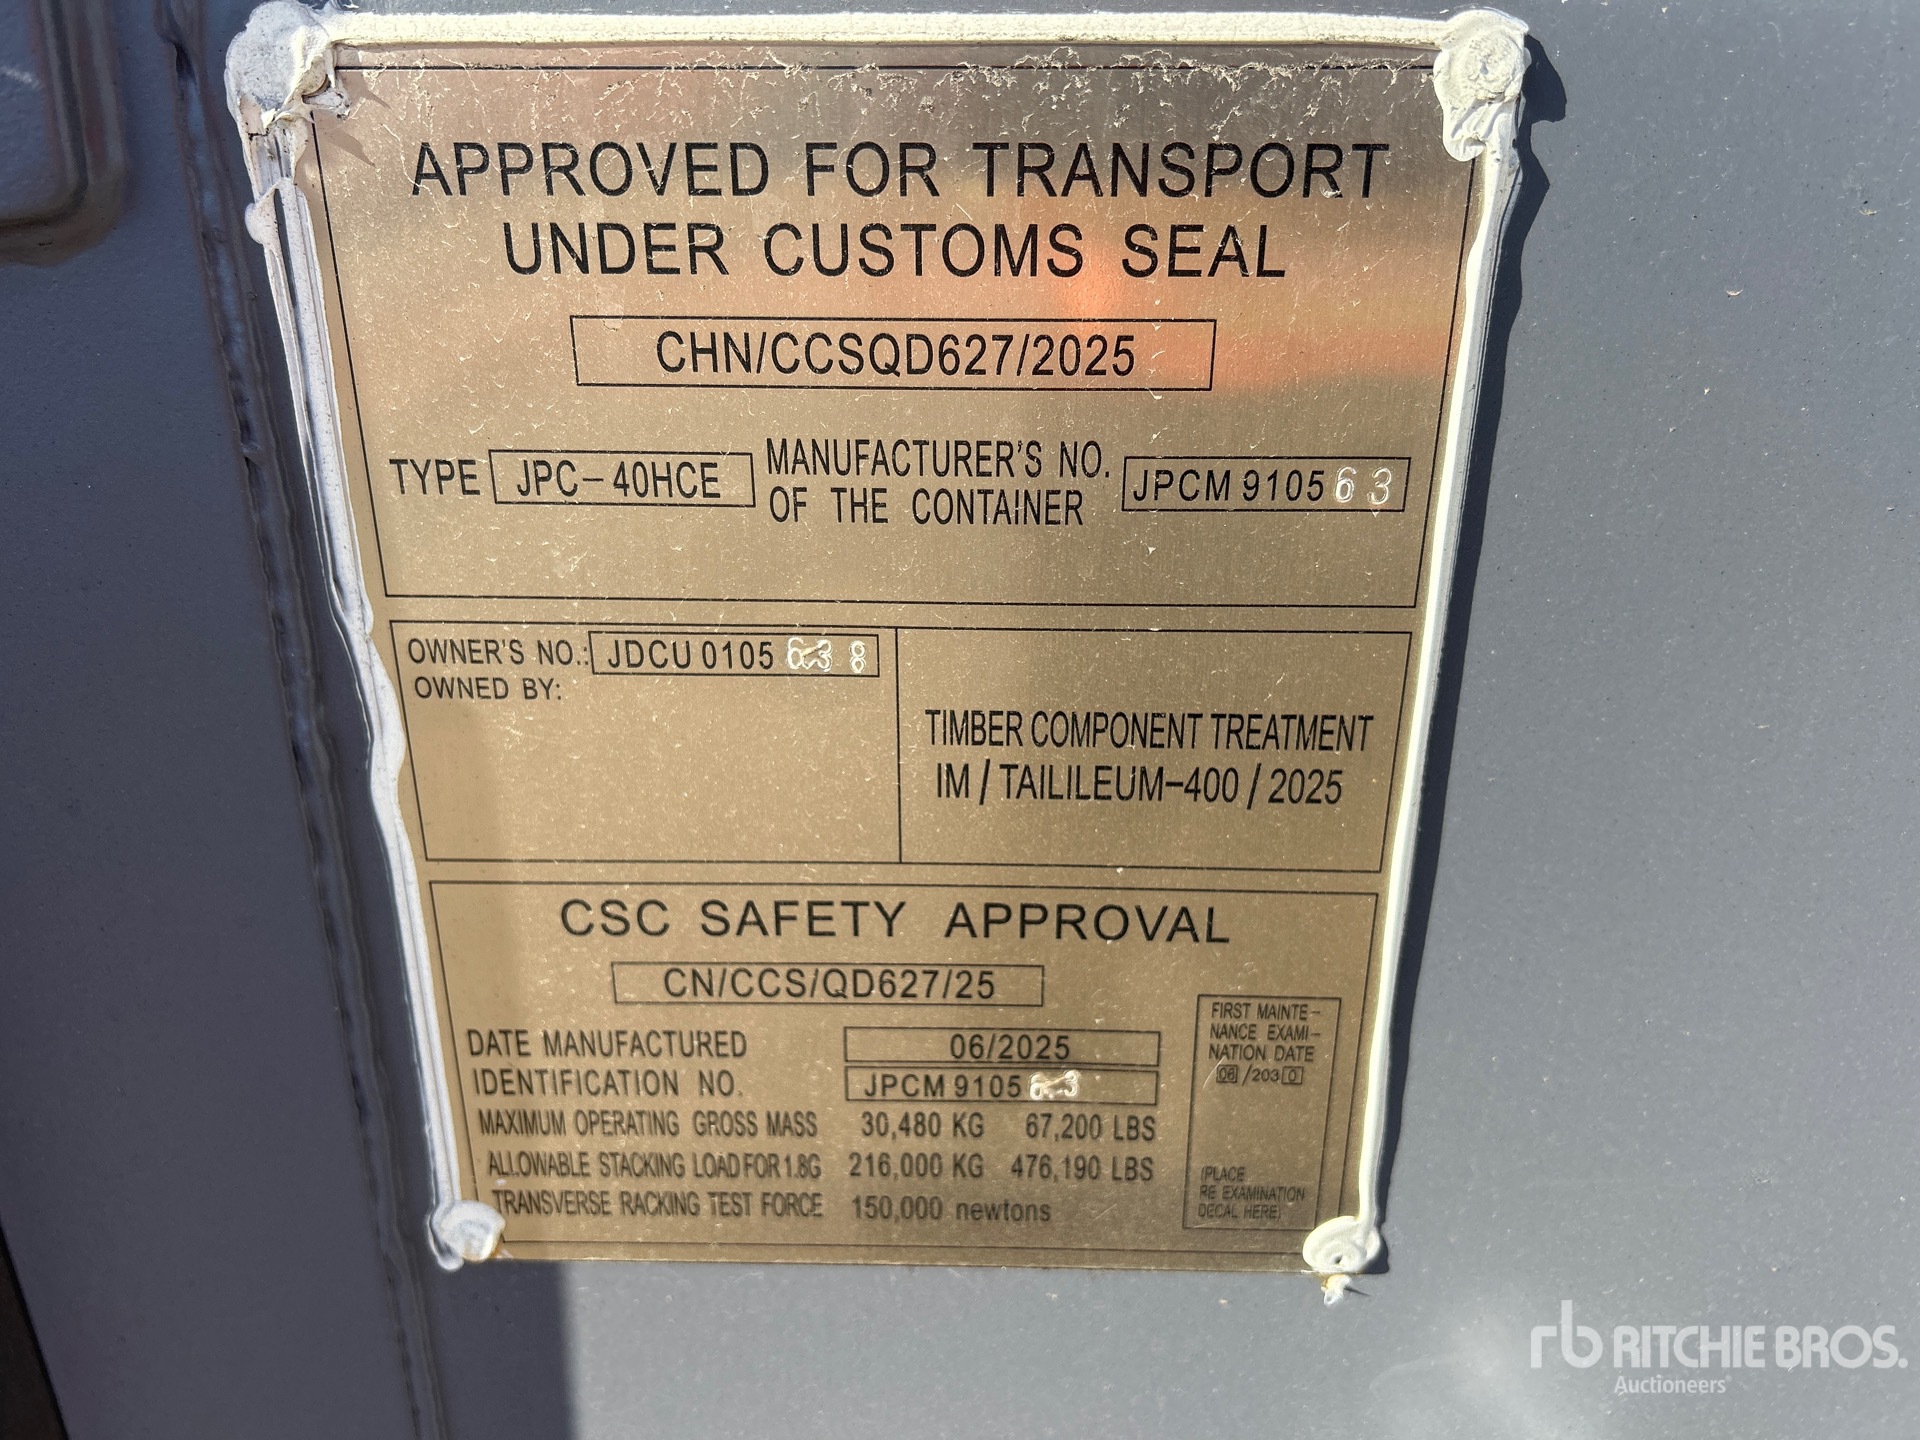 APPROVED FOR TRANSPORT
UNDER CUSTOMS SEAL
CHN/CCSQD627/2025
TYPE JPC-40HCE MANUFACTURER'S NO. OF THE CONTAINER JPCM 910563
OWNER'S NO.: JDCU 0105638
OWNED BY:
TIMBER COMPONENT TREATMENT
IM / TAILILEUM-400 / 2025
CSC SAFETY APPROVAL
CN/CCS/QD627/25
DATE MANUFACTURED 06/2025
IDENTIFICATION NO. JPCM 910563
MAXIMUM OPERATING GROSS MASS 30,480 KG 67,200 LBS
ALLOWABLE STACKING LOAD FOR 1.8G 216,000 KG 476,190 LBS
TRANSVERSE RACKING TEST FORCE 150,000 newtons
FIRST MAINTE-
NANCE EXAMI-
NATION DATE
06/2030
(PLACE
RE EXAMINATION
DECAL HERE)
rb RITCHIE BROS.
Auctioneers